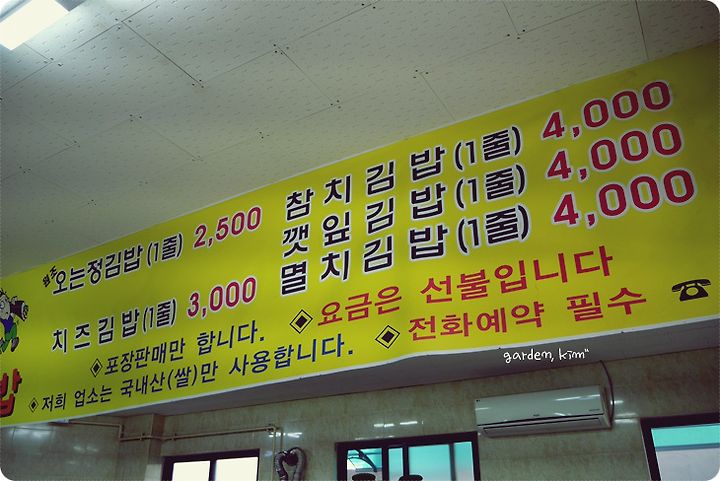 원조 오는정김밥 (1줄) 2,500
치즈김밥 (1줄) 3,000
참치김밥 (1줄) 4,000
깻잎김밥 (1줄) 4,000
멸치김밥 (1줄) 4,000
포장판매만 합니다.
요금은 선불입니다
저희 업소는 국내산(쌀)만 사용합니다.
전화예약 필수
밥
garden, kim"